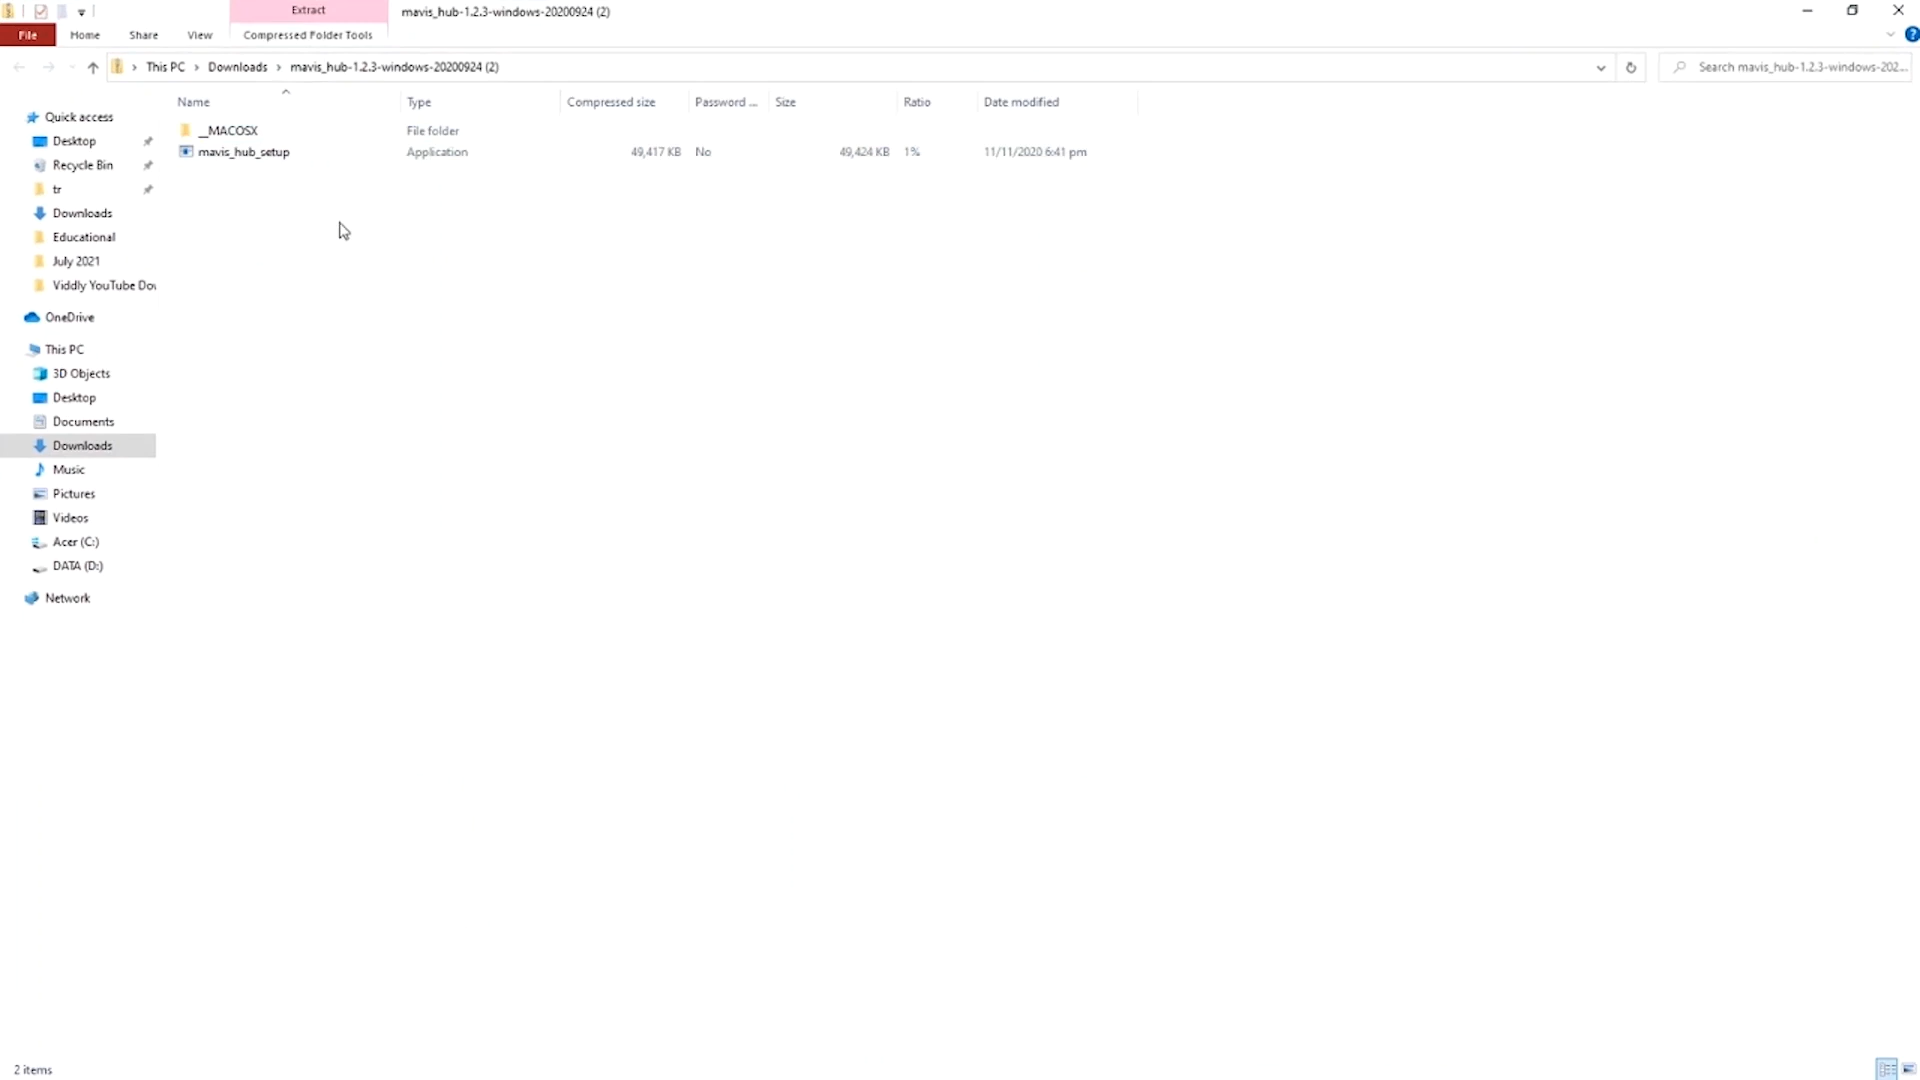 Extract
mavis_hub-1.2.3-windows-20200924 (2)
File
Home
Share
View
Compressed Folder Tools
This PC > Downloads > mavis_hub-1.2.3-windows-20200924 (2)
Search mavis_hub-1.2.3-windows-202...
Name
Type
Compressed size
Password ...
Size
Ratio
Date modified
__MACOSX
File folder
mavis_hub_setup
Application
49,417 KB
No
49,424 KB
1%
11/11/2020 6:41 pm
Quick access
Desktop
Recycle Bin
tr
Downloads
Educational
July 2021
Viddly YouTube Dov
OneDrive
This PC
3D Objects
Desktop
Documents
Downloads
Music
Pictures
Videos
Acer (C:)
DATA (D:)
Network
2 items